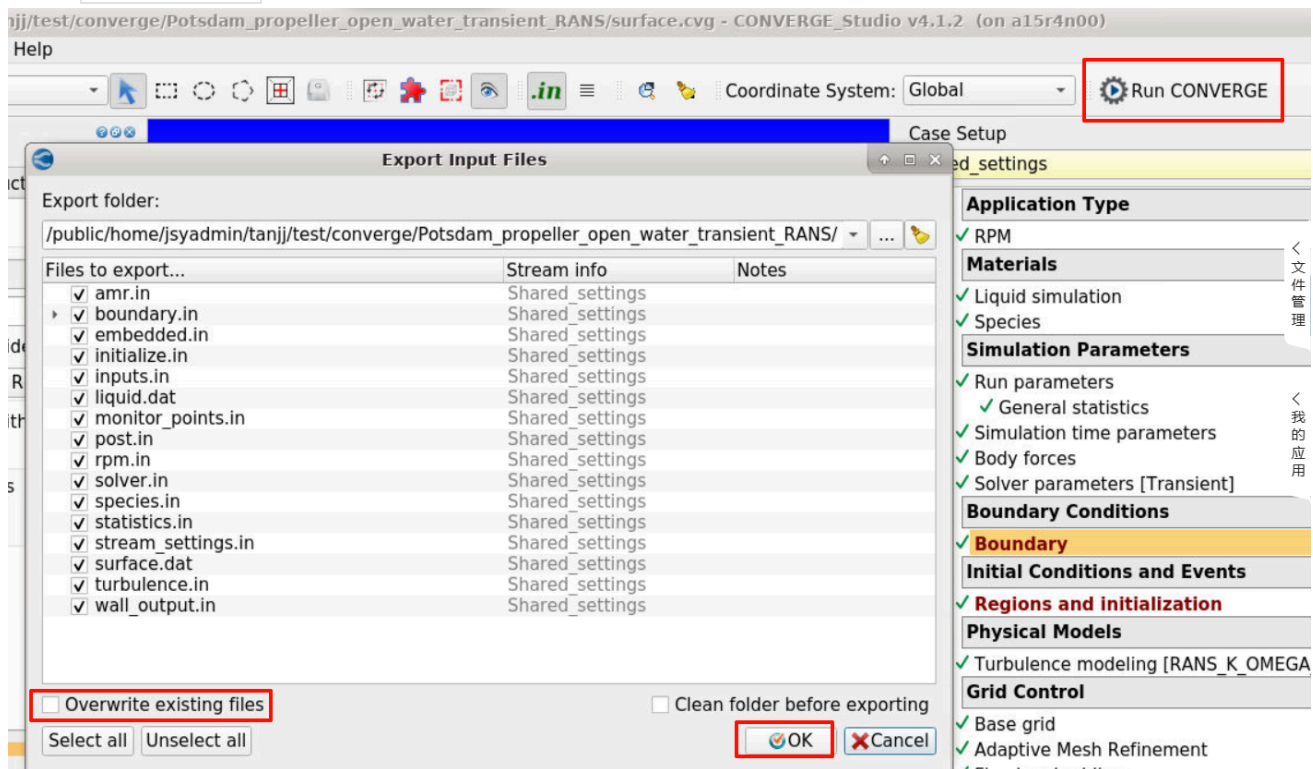 jj/test/converge/Potsdam_propeller_open_water_transient_RANS/surface.cvg - CONVERGE_Studio v4.1.2 (on a15r4n00)
Help
.in
Coordinate System:
Global
Run CONVERGE
Case Setup
ed_settings
Export Input Files
Export folder:
/public/home/jsyadmin/tanjj/test/converge/Potsdam_propeller_open_water_transient_RANS/
...
Files to export... Stream info Notes
amr.in Shared_settings
boundary.in Shared_settings
embedded.in Shared_settings
initialize.in Shared_settings
inputs.in Shared_settings
liquid.dat Shared_settings
monitor_points.in Shared_settings
post.in Shared_settings
rpm.in Shared_settings
solver.in Shared_settings
species.in Shared_settings
statistics.in Shared_settings
stream_settings.in Shared_settings
surface.dat Shared_settings
turbulence.in Shared_settings
wall_output.in Shared_settings
Overwrite existing files
Clean folder before exporting
Select all
Unselect all
OK
Cancel
Application Type
RPM
Materials
Liquid simulation
Species
Simulation Parameters
Run parameters
General statistics
Simulation time parameters
Body forces
Solver parameters [Transient]
Boundary Conditions
Boundary
Initial Conditions and Events
Regions and initialization
Physical Models
Turbulence modeling [RANS_K_OMEGA
Grid Control
Base grid
Adaptive Mesh Refinement
文件管理
我的应用